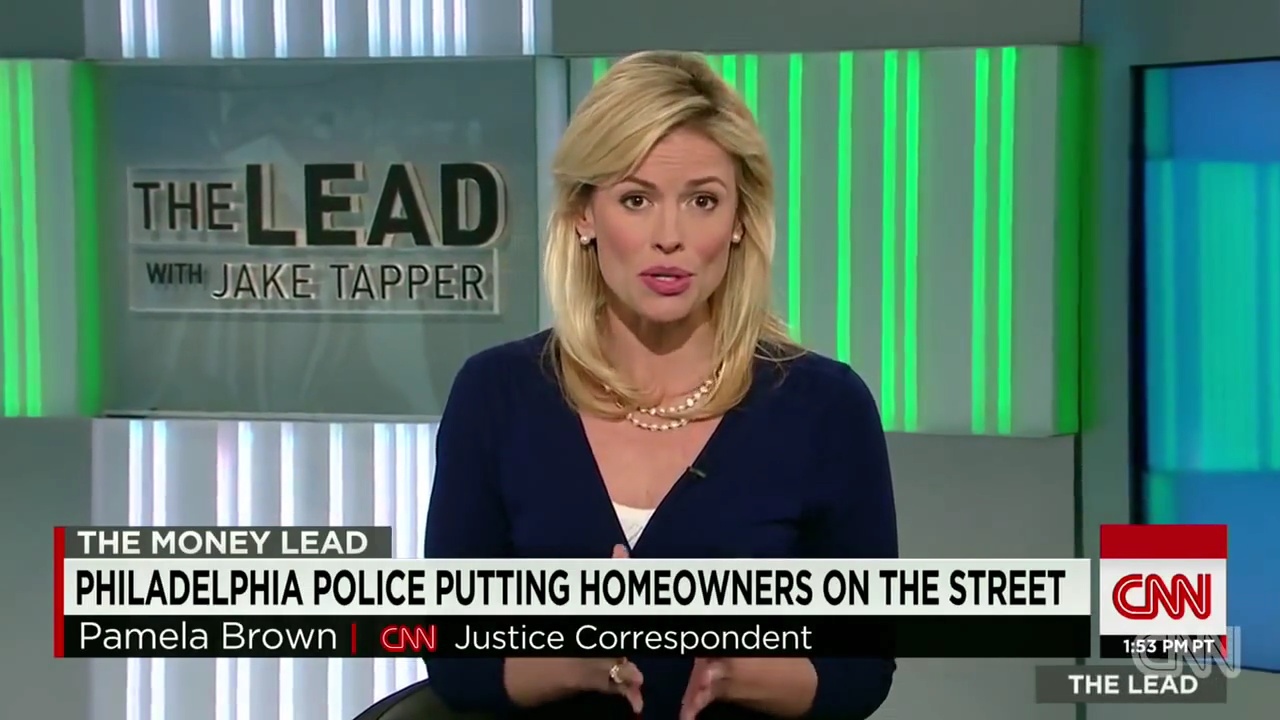 THE LEAD
WITH JAKE TAPPER
THE MONEY LEAD
PHILADELPHIA POLICE PUTTING HOMEOWNERS ON THE STREET
Pamela Brown | CNN Justice Correspondent
CNN
1:53 PM PT
CNN
THE LEAD